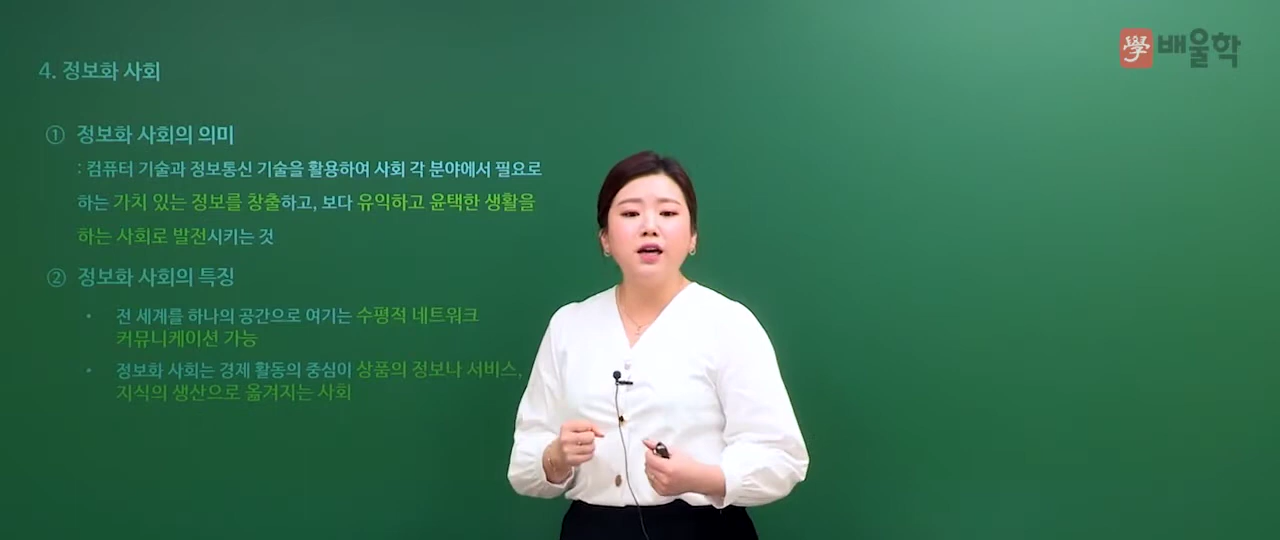 學 배울학
4. 정보화 사회
① 정보화 사회의 의미
: 컴퓨터 기술과 정보통신 기술을 활용하여 사회 각 분야에서 필요로
하는 가치 있는 정보를 창출하고, 보다 유익하고 윤택한 생활을
하는 사회로 발전시키는 것
② 정보화 사회의 특징
• 전 세계를 하나의 공간으로 여기는 수평적 네트워크
커뮤니케이션 가능
• 정보화 사회는 경제 활동의 중심이 상품의 정보나 서비스,
지식의 생산으로 옮겨지는 사회